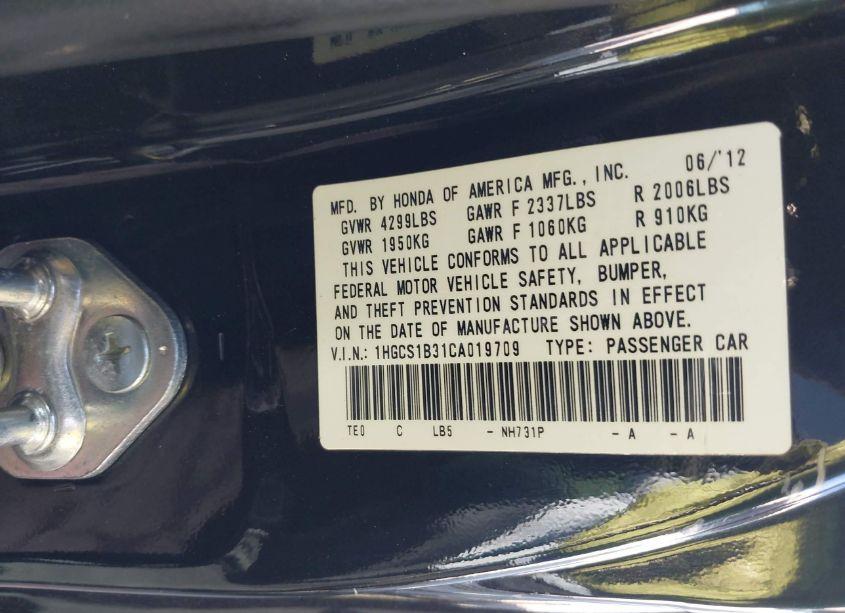 MFD. BY HONDA OF AMERICA MFG., INC. 06/'12
GVWR 4299LBS GAWR F 2337LBS R 2006LBS
GVWR 1950KG GAWR F 1060KG R 910KG
THIS VEHICLE CONFORMS TO ALL APPLICABLE
FEDERAL MOTOR VEHICLE SAFETY, BUMPER,
AND THEFT PREVENTION STANDARDS IN EFFECT
ON THE DATE OF MANUFACTURE SHOWN ABOVE.
V.I.N.: 1HGCS1B31CA019709 TYPE: PASSENGER CAR
TE0 C LB5 - NH731P - A - A